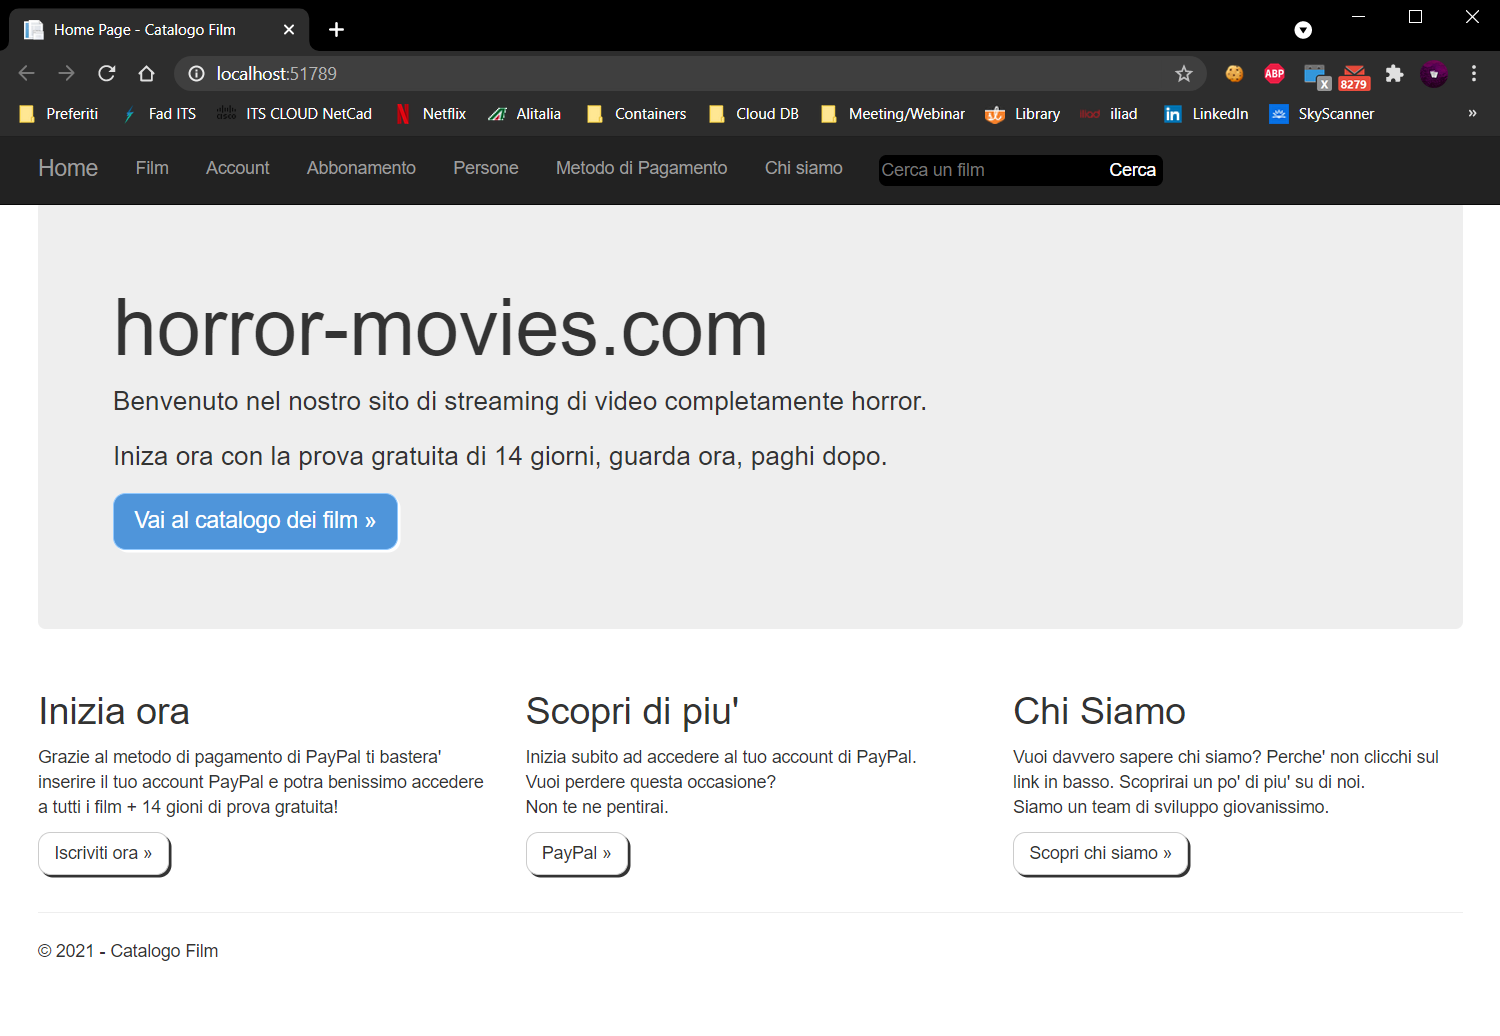 Home Page - Catalogo Film
localhost:51789
ABP
X
8279
Preferiti
Fad ITS
cisco
ITS CLOUD NetCad
Netflix
Alitalia
Containers
Cloud DB
Meeting/Webinar
Library
iliad
iliad
in
LinkedIn
SkyScanner
»
Home
Film
Account
Abbonamento
Persone
Metodo di Pagamento
Chi siamo
Cerca un film
Cerca
horror-movies.com
Benvenuto nel nostro sito di streaming di video completamente horror.
Iniza ora con la prova gratuita di 14 giorni, guarda ora, paghi dopo.
Vai al catalogo dei film »
Inizia ora
Grazie al metodo di pagamento di PayPal ti bastera'
inserire il tuo account PayPal e potra benissimo accedere
a tutti i film + 14 gioni di prova gratuita!
Iscriviti ora »
Scopri di piu'
Inizia subito ad accedere al tuo account di PayPal.
Vuoi perdere questa occasione?
Non te ne pentirai.
PayPal »
Chi Siamo
Vuoi davvero sapere chi siamo? Perche' non clicchi sul
link in basso. Scoprirai un po' di piu' su di noi.
Siamo un team di sviluppo giovanissimo.
Scopri chi siamo »
© 2021 - Catalogo Film